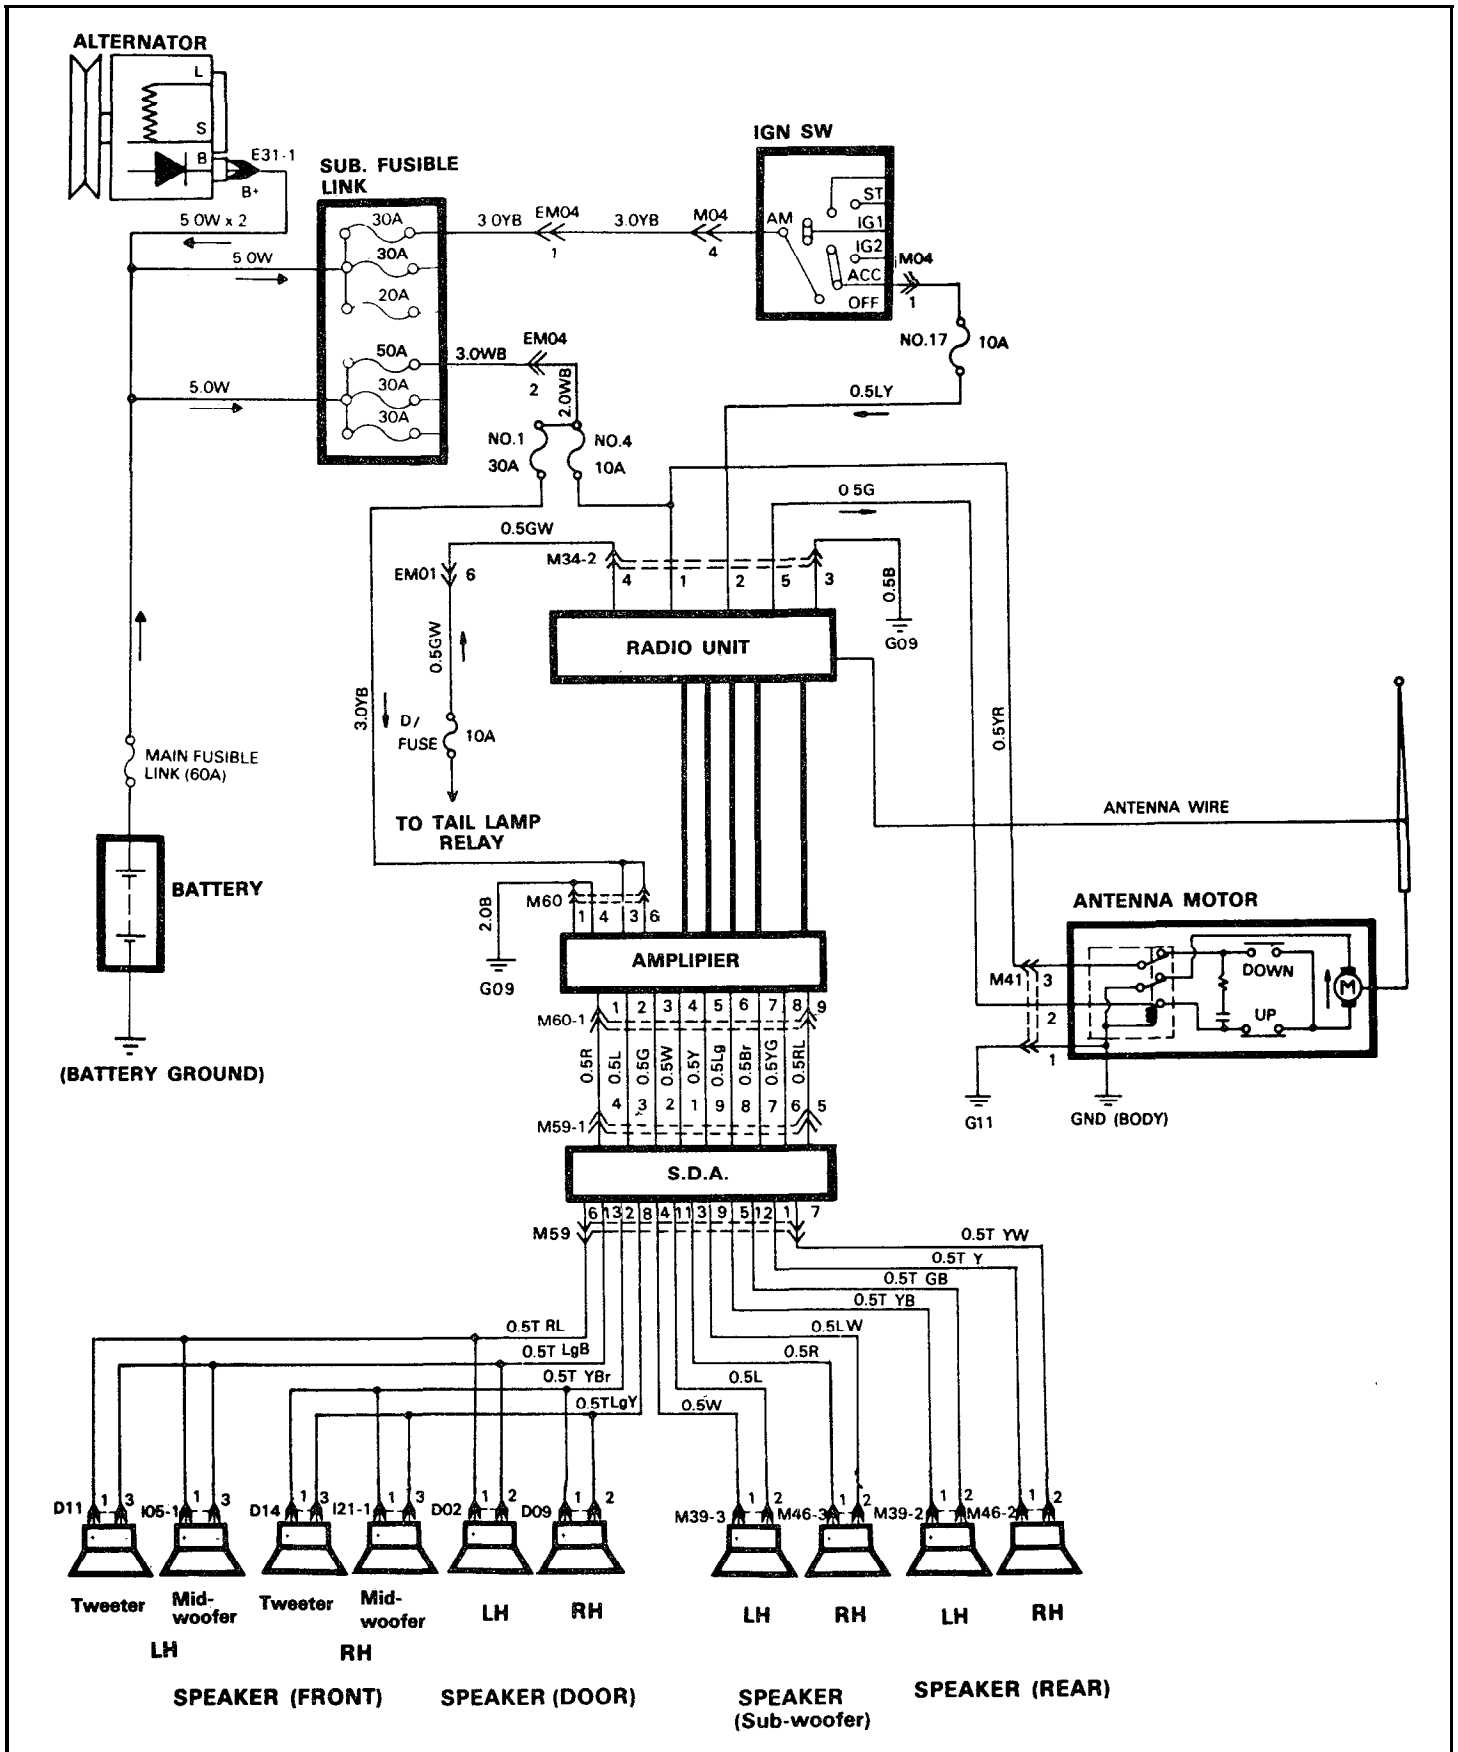 ALTERNATOR
L
S
B
E31-1
B+
5.0W x 2
5.0W
SUB. FUSIBLE
LINK
30A
30A
20A
50A
30A
30A
3.0YB
EM04
1
3.0YB
M04
4
IGN SW
AM
ST
IG1
IG2
ACC
OFF
M04
1
NO.17
10A
0.5LY
3.0WB
EM04
2
2.0WB
5.0W
NO.1
30A
NO.4
10A
0.5G
0.5GW
M34-2
4
1
2
5
3
EM01
6
0.5B
G09
0.5GW
RADIO UNIT
3.0YB
D/
FUSE
10A
TO TAIL LAMP
RELAY
0.5YR
MAIN FUSIBLE
LINK (60A)
ANTENNA WIRE
BATTERY
(BATTERY GROUND)
M60
1
4
3
6
2.0B
G09
AMPLIPIER
ANTENNA MOTOR
M41
3
2
1
DOWN
UP
M
G11
GND (BODY)
M60-1
1
2
3
4
5
6
7
8
9
0.5R
0.5L
0.5G
0.5W
0.5Y
0.5Lg
0.5Br
0.5YG
0.5RL
M59-1
4
3
2
1
9
8
7
6
5
S.D.A.
M59
6
13
2
8
4
11
3
9
5
12
1
7
0.5T YW
0.5T Y
0.5T GB
0.5T YB
0.5T RL
0.5LW
0.5T LgB
0.5R
0.5T YBr
0.5L
0.5TLgY
0.5W
D11
1
3
I05-1
1
3
D14
1
3
I21-1
1
3
D02
1
2
D09
1
2
M39-3
1
2
M46-3
1
2
M39-2
1
2
M46-2
1
2
Tweeter
Mid-
woofer
Tweeter
Mid-
woofer
LH
RH
LH
RH
LH
RH
LH
RH
SPEAKER (FRONT)
SPEAKER (DOOR)
SPEAKER
(Sub-woofer)
SPEAKER (REAR)